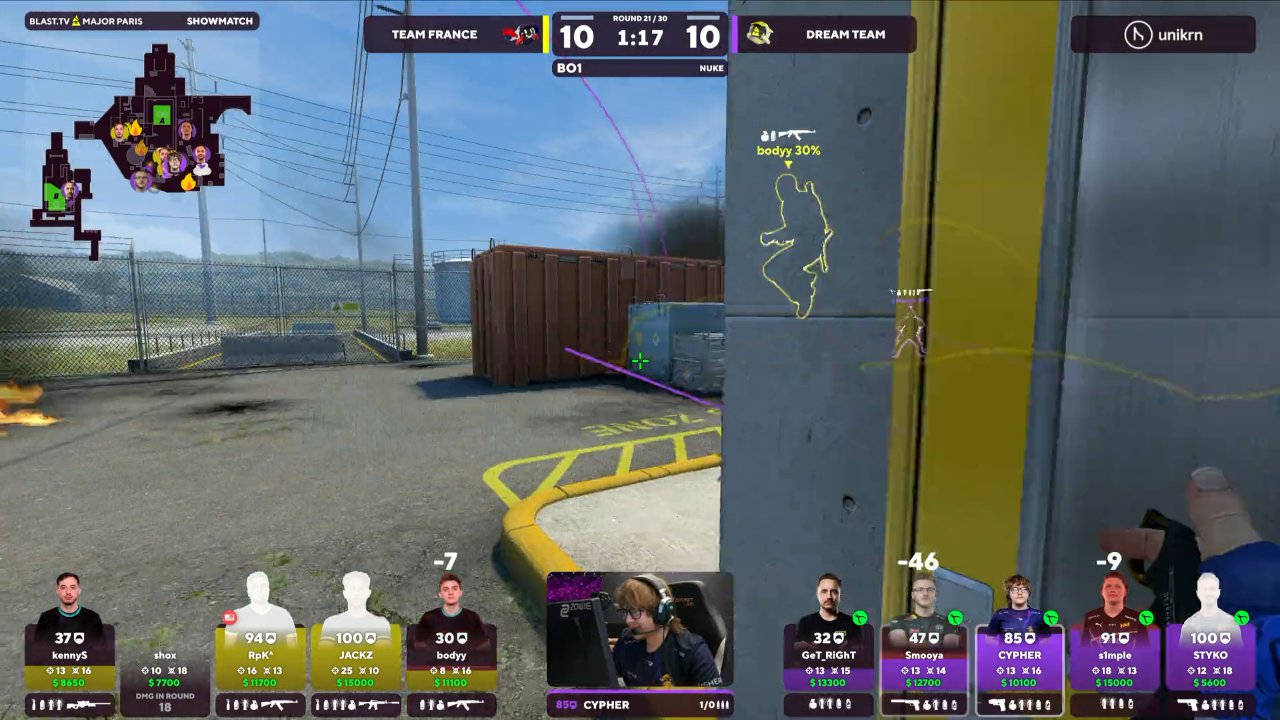 BLAST.TV MAJOR PARIS SHOWMATCH
TEAM FRANCE
10
ROUND 21 / 30
1:17
10
DREAM TEAM
unikrn
BO1 NUKE
bodyy 30%
ZONE
-7
-46
-9
ZOWIE
37
kennyS
13 16
$ 8650
shox
10 18
$ 7700
DMG IN ROUND
18
94
RpK^
16 13
$ 11700
100
JACKZ
25 10
$ 15000
30
bodyy
8 16
$ 11100
85 CYPHER 1/0
32
GeT_RiGhT
13 15
$ 13300
47
Smooya
13 14
$ 12700
85
CYPHER
13 16
$ 10100
91
s1mple
18 13
$ 15000
100
STYKO
12 18
$ 5600